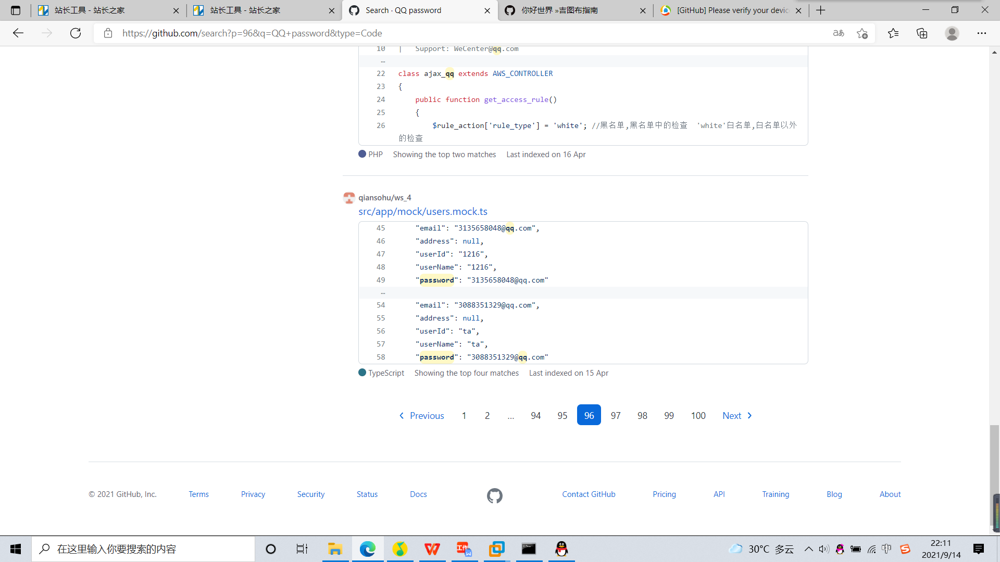 站长工具 - 站长之家
站长工具 - 站长之家
Search · QQ password
你好世界 »吉图布指南
[GitHub] Please verify your devic
https://github.com/search?p=96&q=QQ+password&type=Code
10 | Support: WeCenter@qq.com
…
22 class ajax_qq extends AWS_CONTROLLER
23 {
24 public function get_access_rule()
25 {
26 $rule_action['rule_type'] = 'white'; //黑名单,黑名单中的检查 'white'白名单,白名单以外
的检查
PHP Showing the top two matches Last indexed on 16 Apr
qiansohu/ws_4
src/app/mock/users.mock.ts
45 "email": "3135658048@qq.com",
46 "address": null,
47 "userId": "1216",
48 "userName": "1216",
49 "password": "3135658048@qq.com"
…
54 "email": "3088351329@qq.com",
55 "address": null,
56 "userId": "ta",
57 "userName": "ta",
58 "password": "3088351329@qq.com"
TypeScript Showing the top four matches Last indexed on 15 Apr
Previous 1 2 … 94 95 96 97 98 99 100 Next
© 2021 GitHub, Inc. Terms Privacy Security Status Docs Contact GitHub Pricing API Training Blog About
在这里输入你要搜索的内容
30°C 多云
中
22:11
2021/9/14